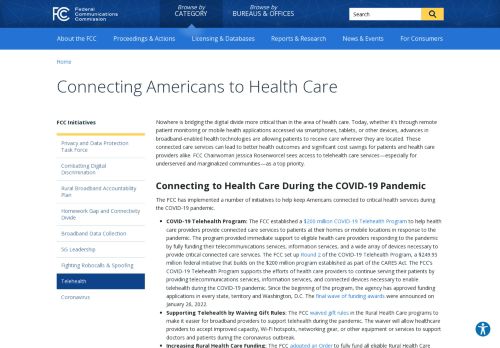 Federal
Communications
Commission
FCC
Browse by
CATEGORY
Browse by
BUREAUS & OFFICES
Search
About the FCC
Proceedings & Actions
Licensing & Databases
Reports & Research
News & Events
For Consumers
Home
Connecting Americans to Health Care
FCC Initiatives
Privacy and Data Protection
Task Force
Combatting Digital
Discrimination
Rural Broadband Accountability
Plan
Homework Gap and Connectivity
Divide
Broadband Data Collection
5G Leadership
Fighting Robocalls & Spoofing
Telehealth
Coronavirus
Nowhere is bridging the digital divide more critical than in the area of health care. Today, whether it's through remote
patient monitoring or mobile health applications accessed via smartphones, tablets, or other devices, advances in
broadband-enabled health technologies are allowing patients to receive care wherever they are located. These
connected care services can lead to better health outcomes and significant cost savings for patients and health care
providers alike. FCC Chairwoman Jessica Rosenworcel sees access to telehealth care services—especially for
underserved and marginalized communities—as a top priority.
Connecting to Health Care During the COVID-19 Pandemic
The FCC has implemented a number of initiatives to help keep Americans connected to critical health services during
the COVID-19 pandemic.
• COVID-19 Telehealth Program: The FCC established a $200 million COVID-19 Telehealth Program to help health
care providers provide connected care services to patients at their homes or mobile locations in response to the
pandemic. The program provided immediate support to eligible health care providers responding to the pandemic
by fully funding their telecommunications services, information services, and a wide array of devices necessary to
provide critical connected care services. The FCC set up Round 2 of the COVID-19 Telehealth Program, a $249.95
million federal initiative that builds on the $200 million program established as part of the CARES Act. The FCC's
COVID-19 Telehealth Program supports the efforts of health care providers to continue serving their patients by
providing telecommunications services, information services, and connected devices necessary to enable
telehealth during the COVID-19 pandemic. Since the beginning of the program, the agency has approved funding
applications in every state, territory and Washington, D.C. The final wave of funding awards were announced on
January 26, 2022.
• Supporting Telehealth by Waiving Gift Rules: The FCC waived gift rules in the Rural Health Care programs to
make it easier for broadband providers to support telehealth during the pandemic. The waiver will allow healthcare
providers to accept improved capacity, Wi-Fi hotspots, networking gear, or other equipment or services to support
doctors and patients during the coronavirus outbreak.
• Increasing Rural Health Care Funding: The FCC adopted an Order to fully fund all eligible Rural Health Care